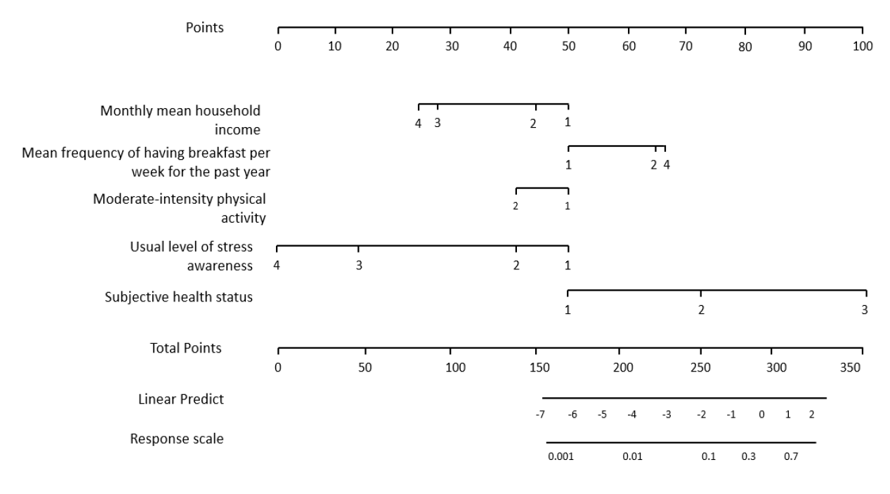 Points
0 10 20 30 40 50 60 70 80 90 100
Monthly mean household
income
4 3 2 1
Mean frequency of having breakfast per
week for the past year
1 2 4
Moderate-intensity physical
activity
2 1
Usual level of stress
awareness
4 3 2 1
Subjective health status
1 2 3
Total Points
0 50 100 150 200 250 300 350
Linear Predict
-7 -6 -5 -4 -3 -2 -1 0 1 2
Response scale
0.001 0.01 0.1 0.3 0.7